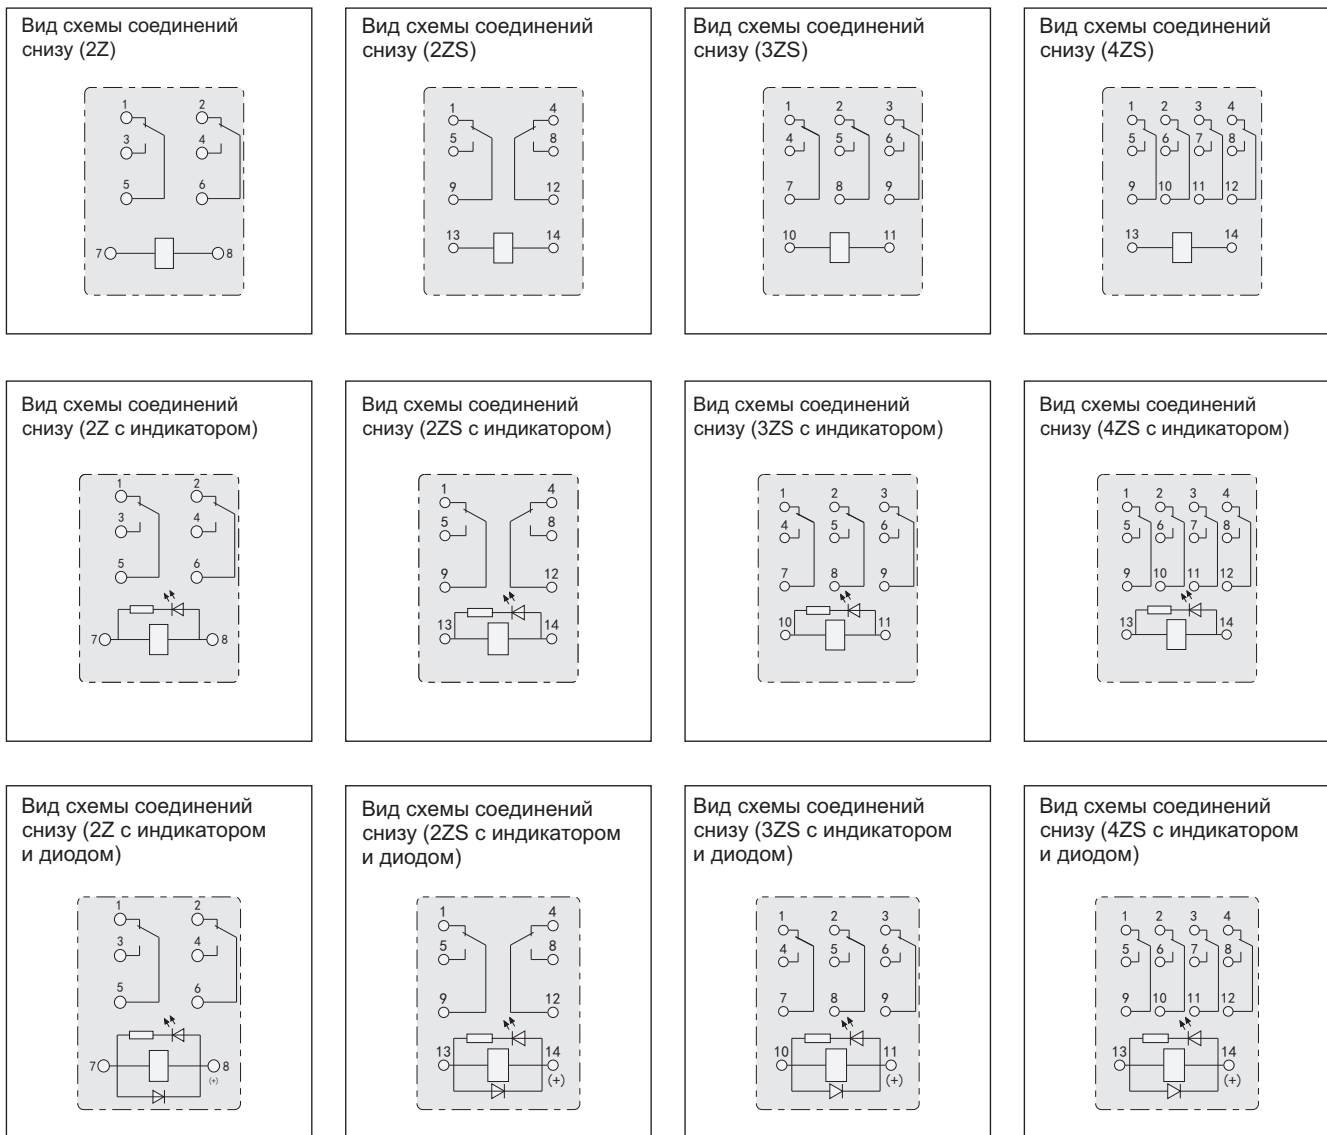 Вид схемы соединений
снизу (2Z)
1 2
3 4
5 6
7 8
Вид схемы соединений
снизу (2ZS)
1 4
5 8
9 12
13 14
Вид схемы соединений
снизу (3ZS)
1 2 3
4 5 6
7 8 9
10 11
Вид схемы соединений
снизу (4ZS)
1 2 3 4
5 6 7 8
9 10 11 12
13 14
Вид схемы соединений
снизу (2Z с индикатором)
1 2
3 4
5 6
7 8
Вид схемы соединений
снизу (2ZS с индикатором)
1 4
5 8
9 12
13 14
Вид схемы соединений
снизу (3ZS с индикатором)
1 2 3
4 5 6
7 8 9
10 11
Вид схемы соединений
снизу (4ZS с индикатором)
1 2 3 4
5 6 7 8
9 10 11 12
13 14
Вид схемы соединений
снизу (2Z с индикатором
и диодом)
1 2
3 4
5 6
7 8
(+)
Вид схемы соединений
снизу (2ZS с индикатором
и диодом)
1 4
5 8
9 12
13 14
(+)
Вид схемы соединений
снизу (3ZS с индикатором
и диодом)
1 2 3
4 5 6
7 8 9
10 11
(+)
Вид схемы соединений
снизу (4ZS с индикатором
и диодом)
1 2 3 4
5 6 7 8
9 10 11 12
13 14
(+)